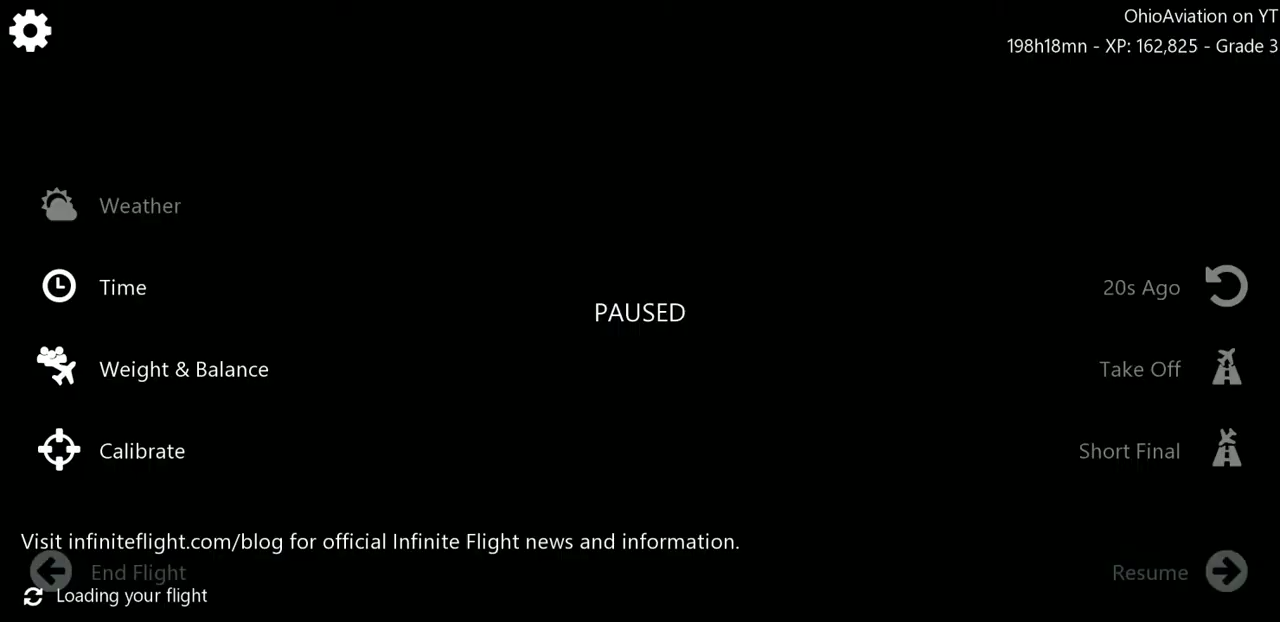 OhioAviation on YT
198h18mn - XP: 162,825 - Grade 3
Weather
Time
20s Ago
PAUSED
Weight & Balance
Take Off
Calibrate
Short Final
Visit infiniteflight.com/blog for official Infinite Flight news and information.
End Flight
Resume
Loading your flight